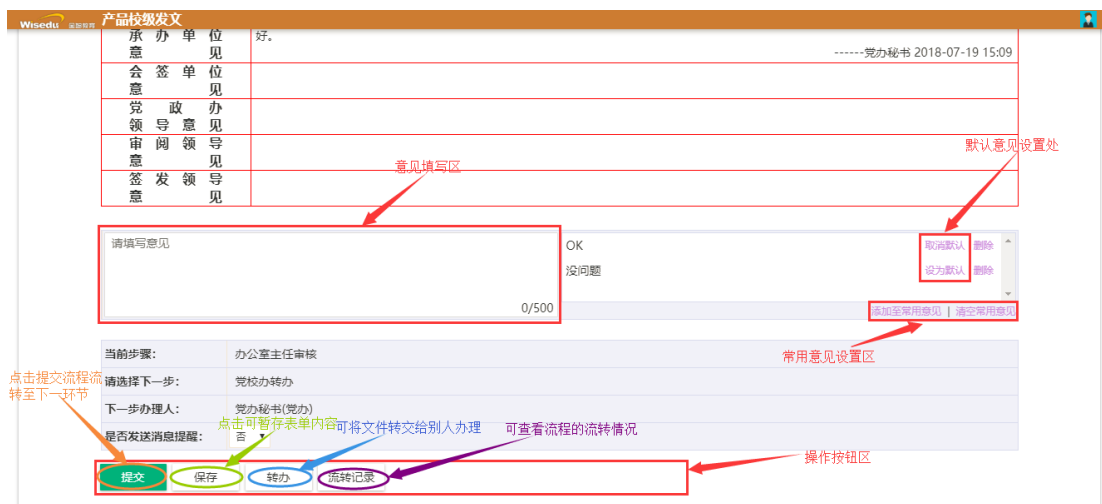 Wisedu 金智教育 产品校级发文
承办单位
意见
好。
------党办秘书 2018-07-19 15:09
会签单位
意见
党政办
领导意见
审阅领导
意见
签发领导
意见
意见填写区
默认意见设置处
请填写意见
OK 取消默认 删除
没问题 设为默认 删除
0/500
添加至常用意见 | 清空常用意见
常用意见设置区
当前步骤： 办公室主任审核
点击提交流程流
转至下一环节
请选择下一步： 党校办转办
下一步办理人： 党办秘书(党办)
点击可暂存表单内容
可将文件转交给别人办理
可查看流程的流转情况
是否发送消息提醒： 否
操作按钮区
提交 保存 转办 流转记录